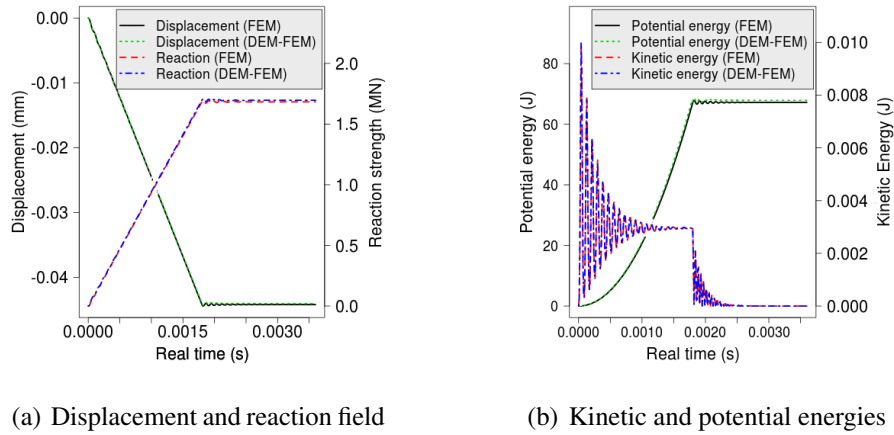 Displacement (FEM)
Displacement (DEM-FEM)
Reaction (FEM)
Reaction (DEM-FEM)
0.00
-0.01
-0.02
-0.03
-0.04
Displacement (mm)
0.0000 0.0015 0.0030
Real time (s)
2.0
1.5
1.0
0.5
0.0
Reaction strength (MN)
(a) Displacement and reaction field
Potential energy (FEM)
Potential energy (DEM-FEM)
Kinetic energy (FEM)
Kinetic energy (DEM-FEM)
80
60
40
20
0
Potential energy (J)
0.0000 0.0010 0.0020 0.0030
Real time (s)
0.010
0.008
0.006
0.004
0.002
0.000
Kinetic Energy (J)
(b) Kinetic and potential energies